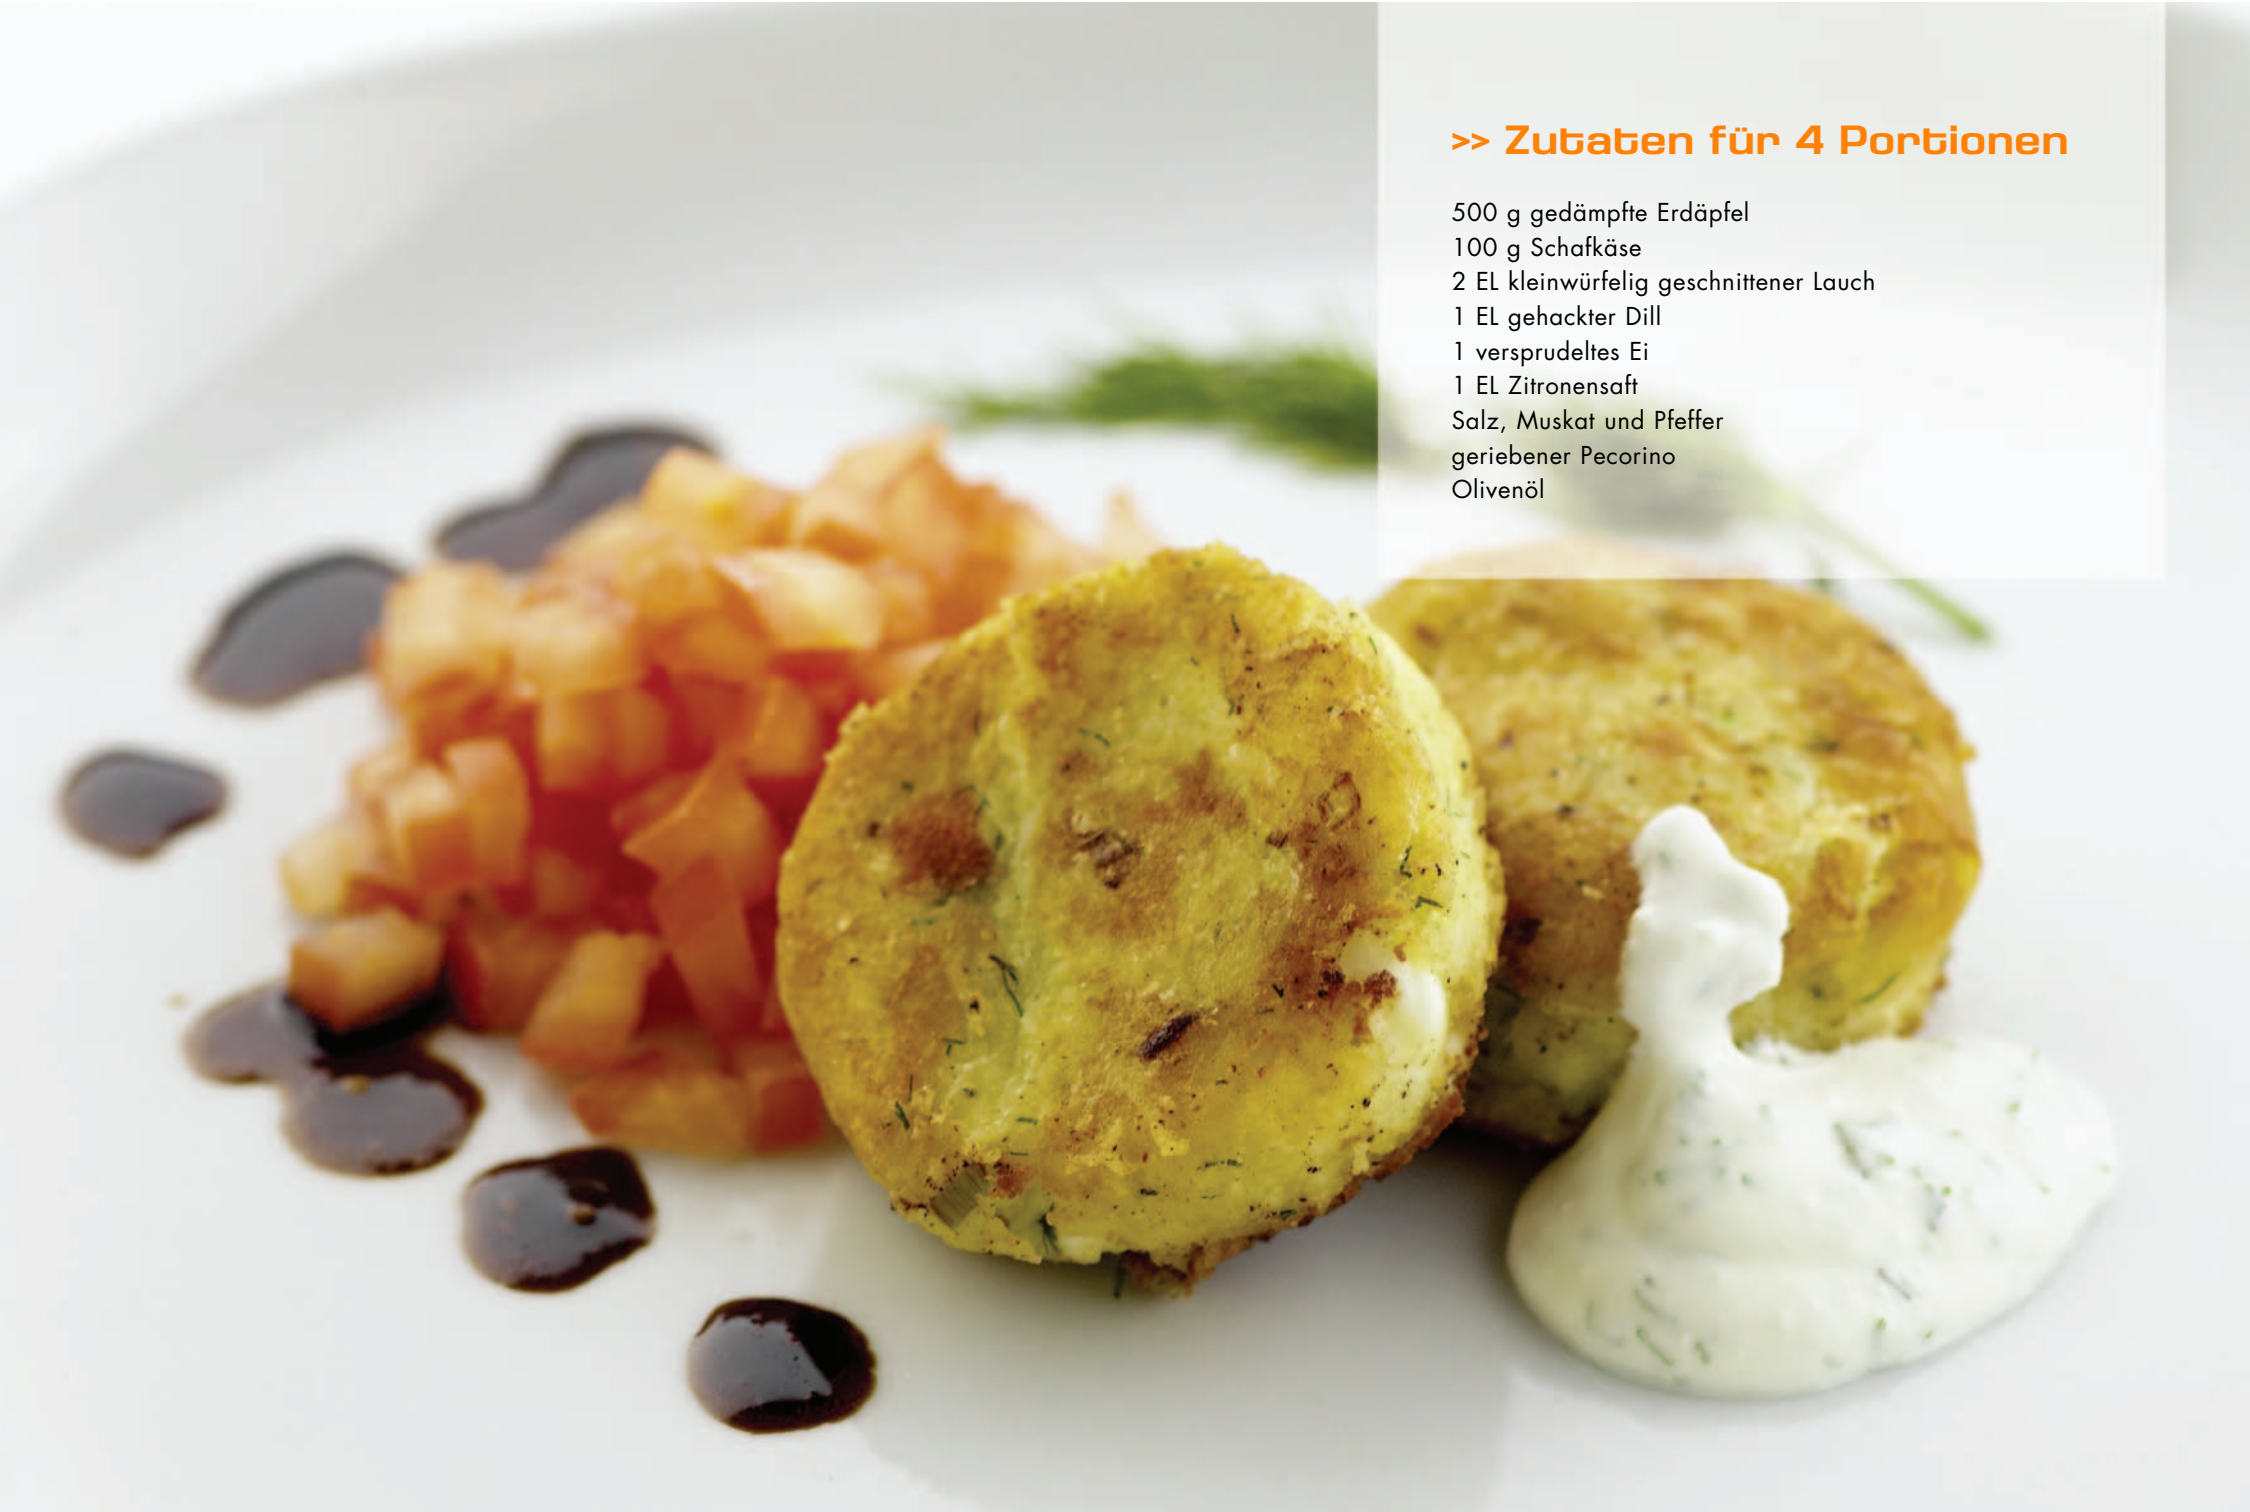 >> Zutaten für 4 Portionen
500 g gedämpfte Erdäpfel
100 g Schafkäse
2 EL kleinwürfelig geschnittener Lauch
1 EL gehackter Dill
1 versprudeltes Ei
1 EL Zitronensaft
Salz, Muskat und Pfeffer
geriebener Pecorino
Olivenöl